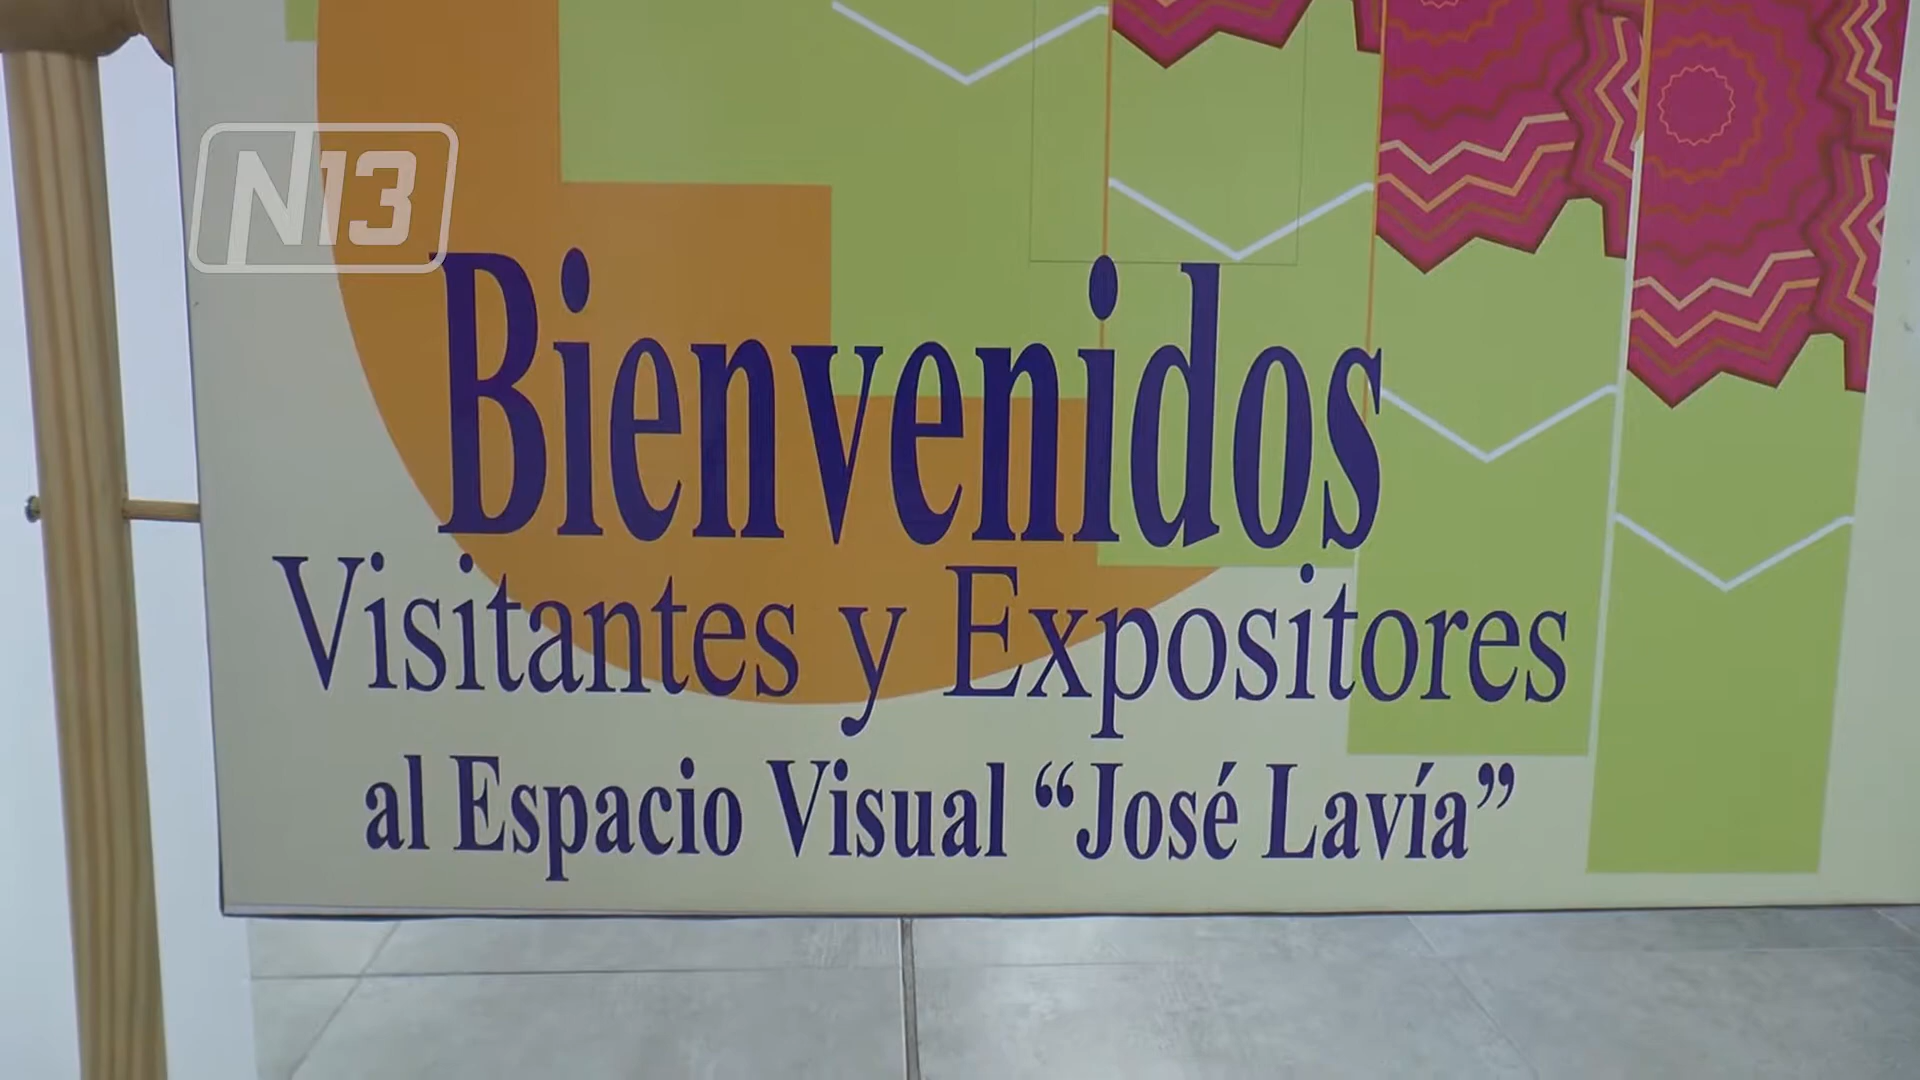 N13
Bienvenidos
Visitantes y Expositores
al Espacio Visual “José Lavía”